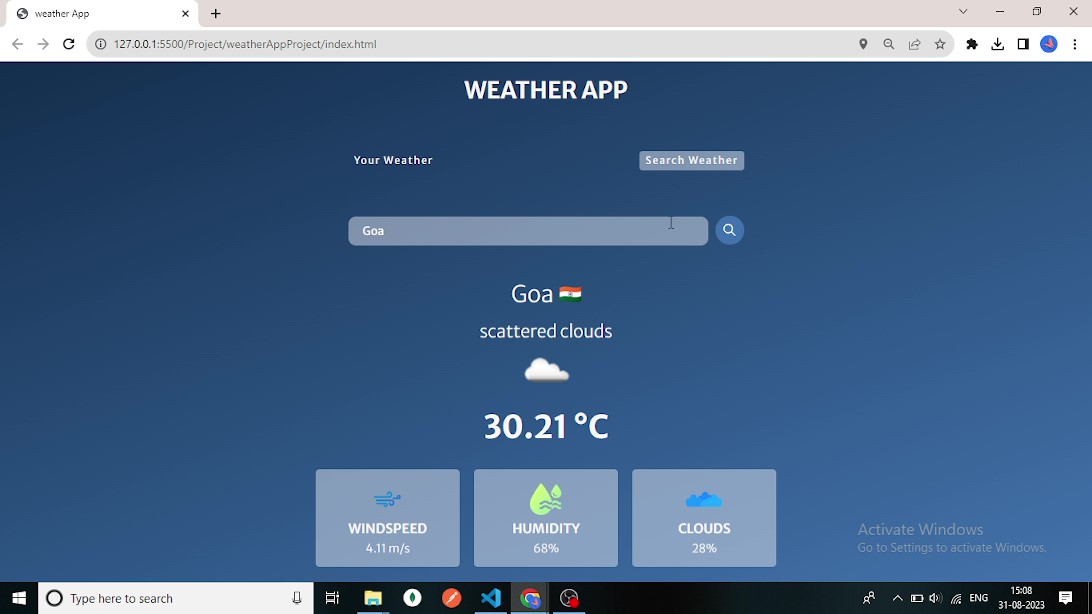 weather App
127.0.0.1:5500/Project/weatherAppProject/index.html
WEATHER APP
Your Weather
Search Weather
Goa
Goa
scattered clouds
30.21 °C
WINDSPEED
4.11 m/s
HUMIDITY
68%
CLOUDS
28%
Activate Windows
Go to Settings to activate Windows.
Type here to search
ENG
15:08
31-08-2023